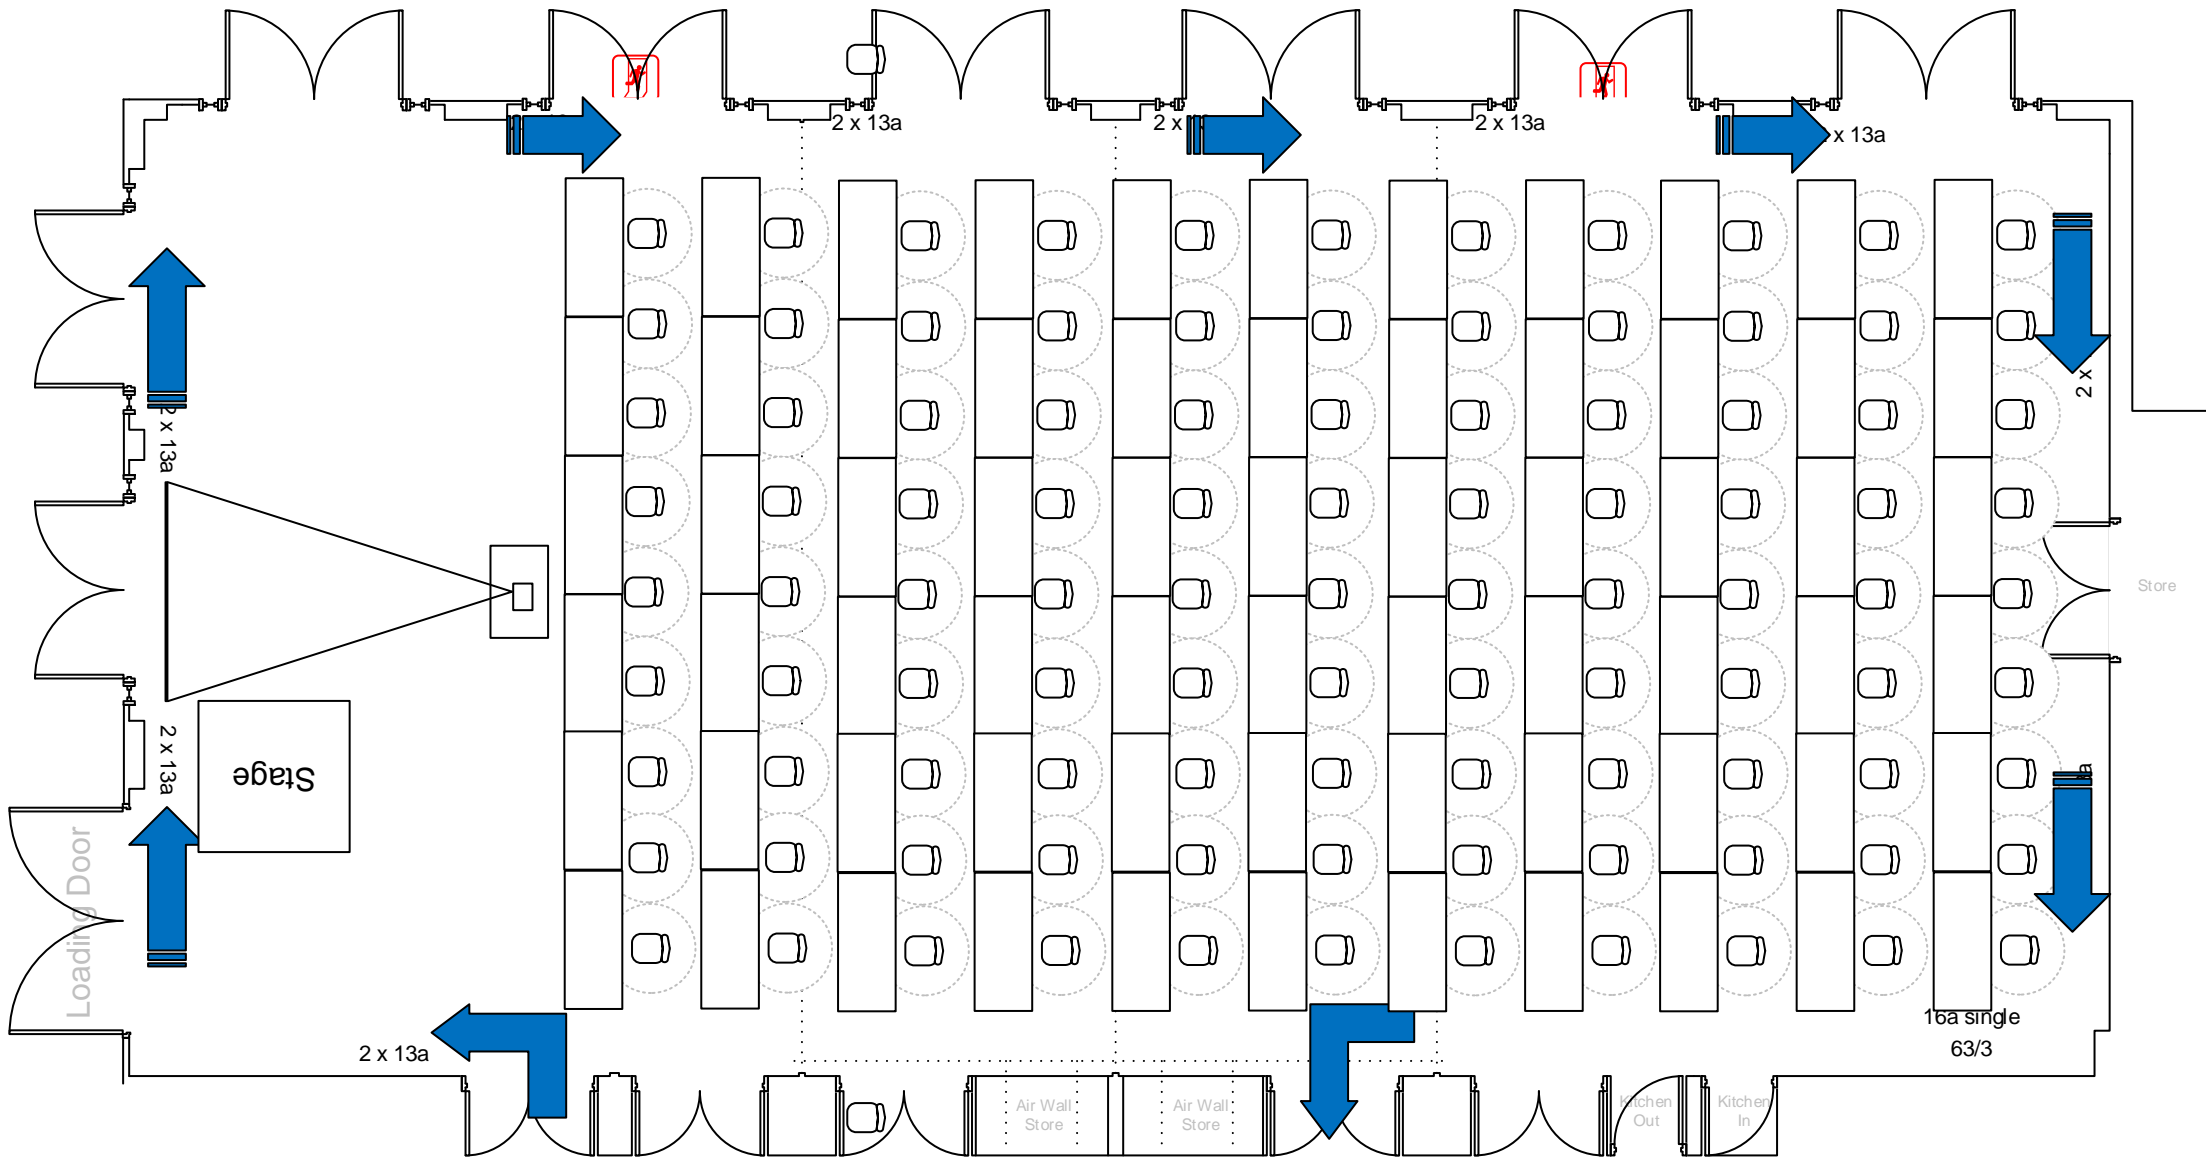 2 x 13a
2 x
2 x 13a
x 13a
2 x
2 x 13a
Store
2 x 13a
Stage
Loading Door
16a single
63/3
2 x 13a
Air Wall
Store
Air Wall
Store
Kitchen
Out
Kitchen
In